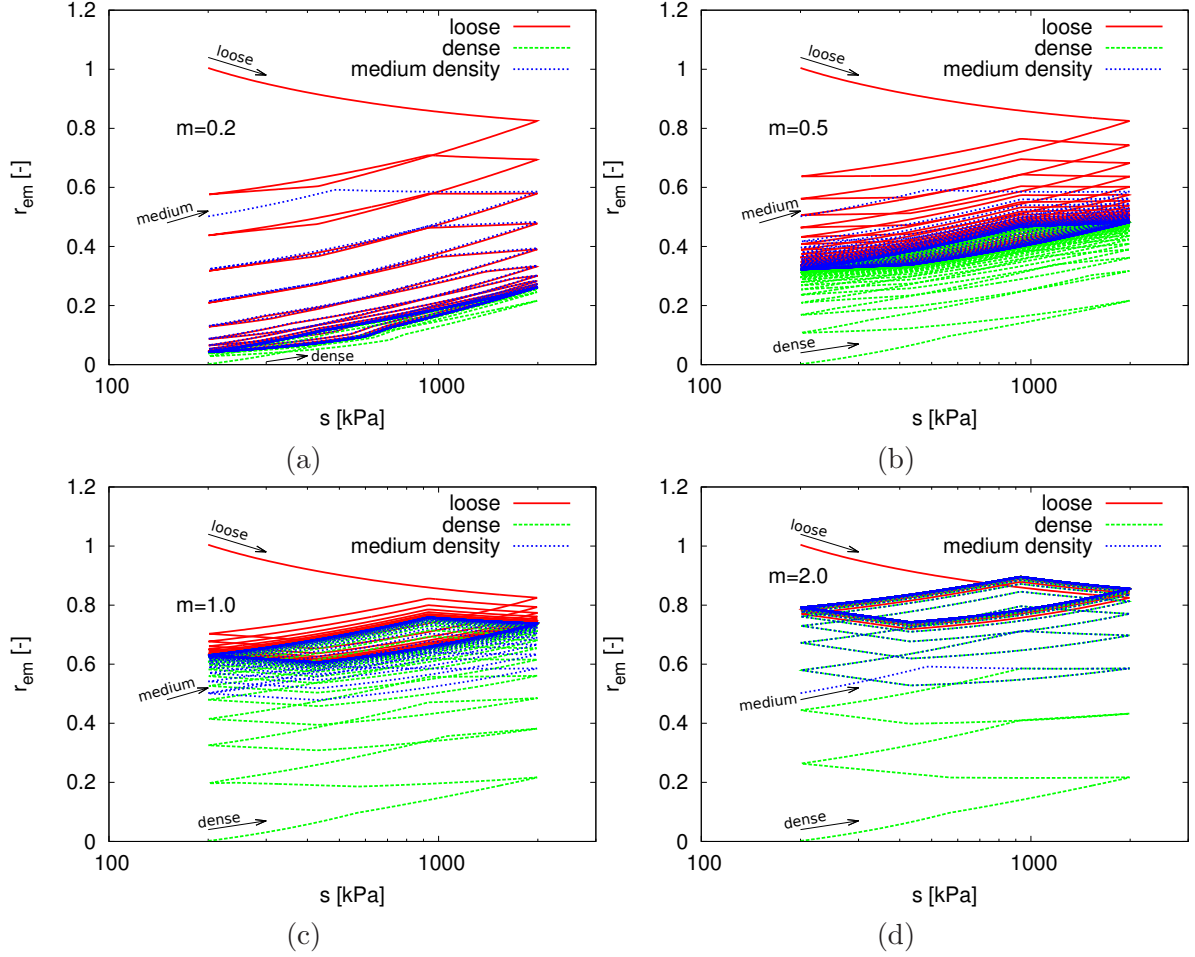 1.2
1
0.8
0.6
0.4
0.2
0
r_em [-]
loose
dense
medium density
loose
m=0.2
medium
dense
100
1000
s [kPa]
(a)
1.2
1
0.8
0.6
0.4
0.2
0
r_em [-]
loose
dense
medium density
loose
m=0.5
medium
dense
100
1000
s [kPa]
(b)
1.2
1
0.8
0.6
0.4
0.2
0
r_em [-]
loose
dense
medium density
loose
m=1.0
medium
dense
100
1000
s [kPa]
(c)
1.2
1
0.8
0.6
0.4
0.2
0
r_em [-]
loose
dense
medium density
loose
m=2.0
medium
dense
100
1000
s [kPa]
(d)